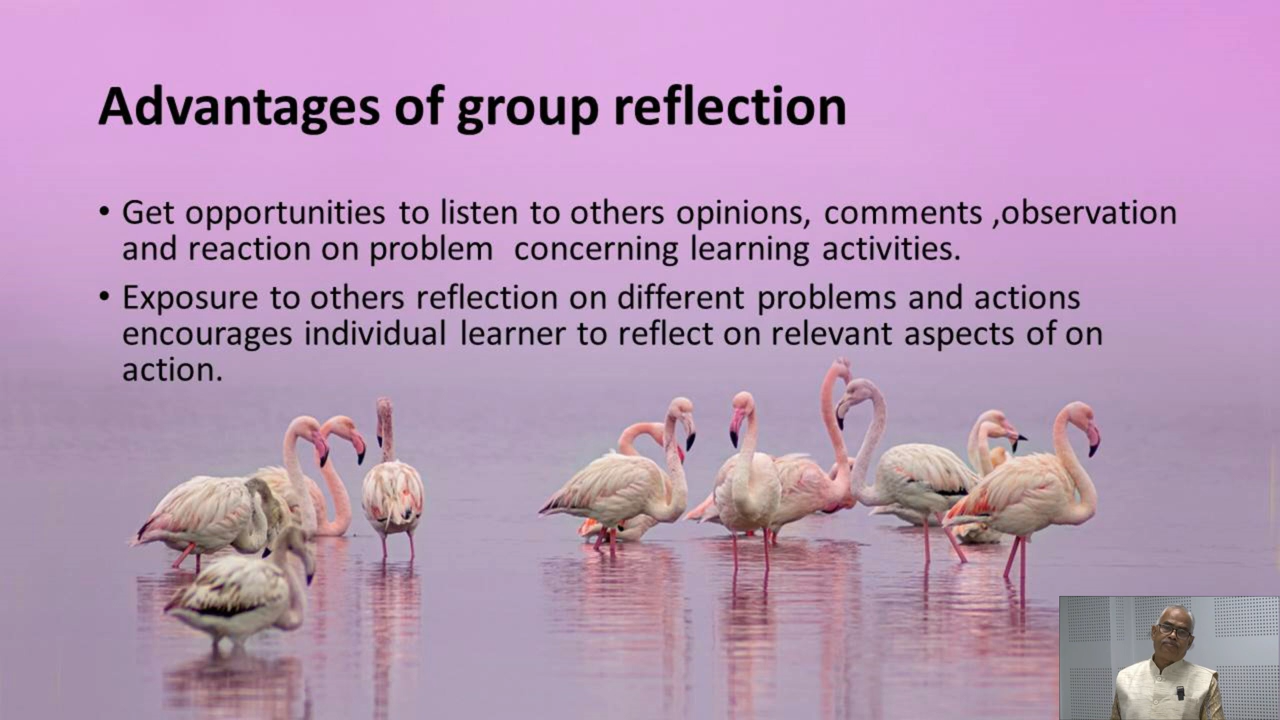 Advantages of group reflection
• Get opportunities to listen to others opinions, comments ,observation
and reaction on problem  concerning learning activities.
• Exposure to others reflection on different problems and actions
encourages individual learner to reflect on relevant aspects of on
action.